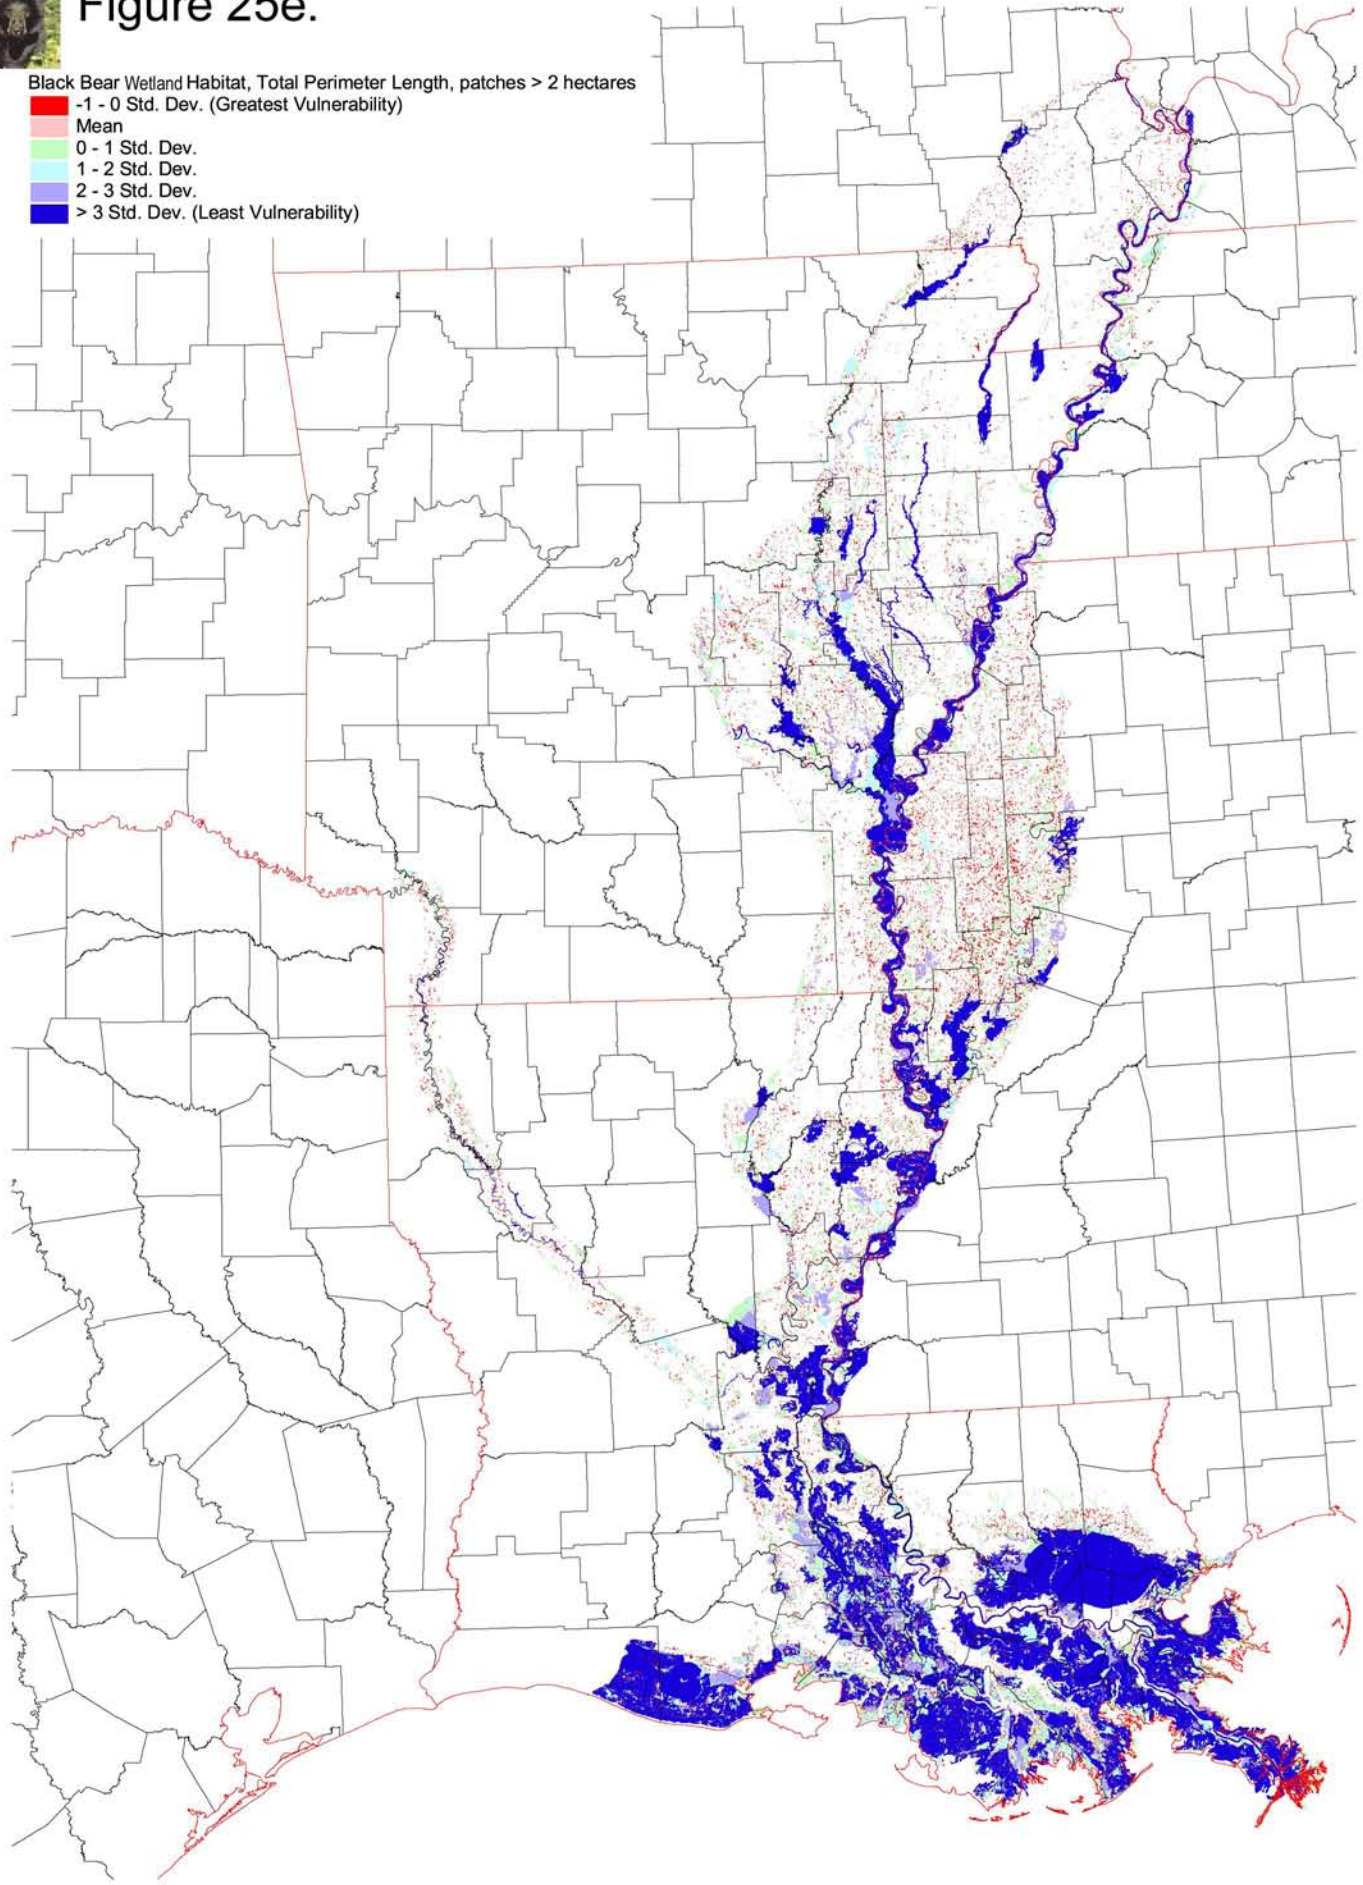 Figure 25e.
Black Bear Wetland Habitat, Total Perimeter Length, patches > 2 hectares
-1 - 0 Std. Dev. (Greatest Vulnerability)
Mean
0 - 1 Std. Dev.
1 - 2 Std. Dev.
2 - 3 Std. Dev.
> 3 Std. Dev. (Least Vulnerability)